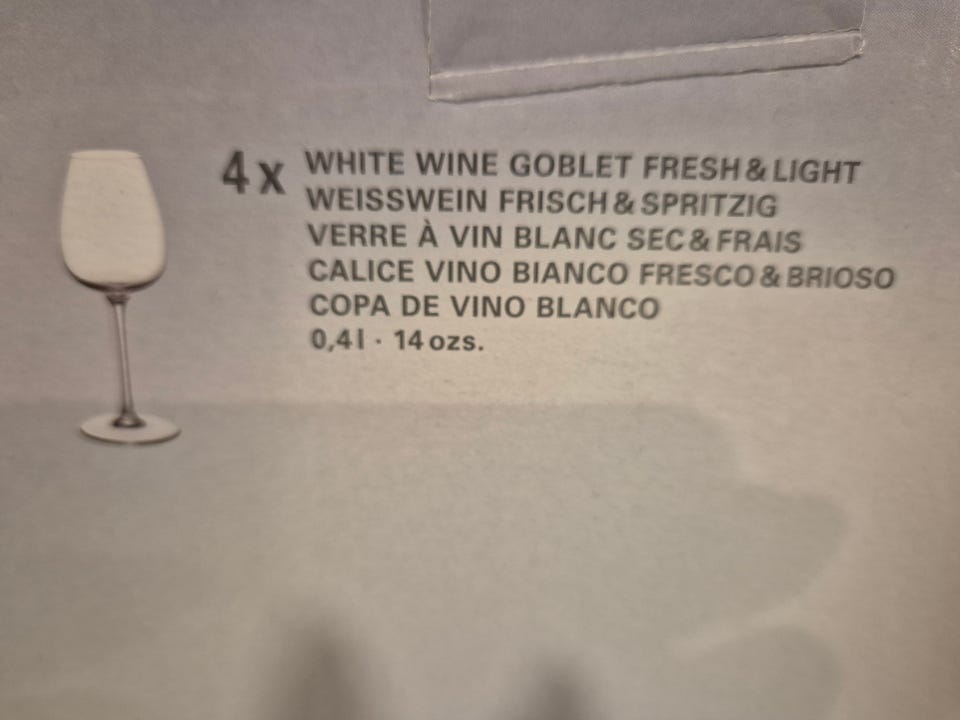 4x WHITE WINE GOBLET FRESH & LIGHT
WEISSWEIN FRISCH & SPRITZIG
VERRE À VIN BLANC SEC & FRAIS
CALICE VINO BIANCO FRESCO & BRIOSO
COPA DE VINO BLANCO
0,4 l · 14 ozs.